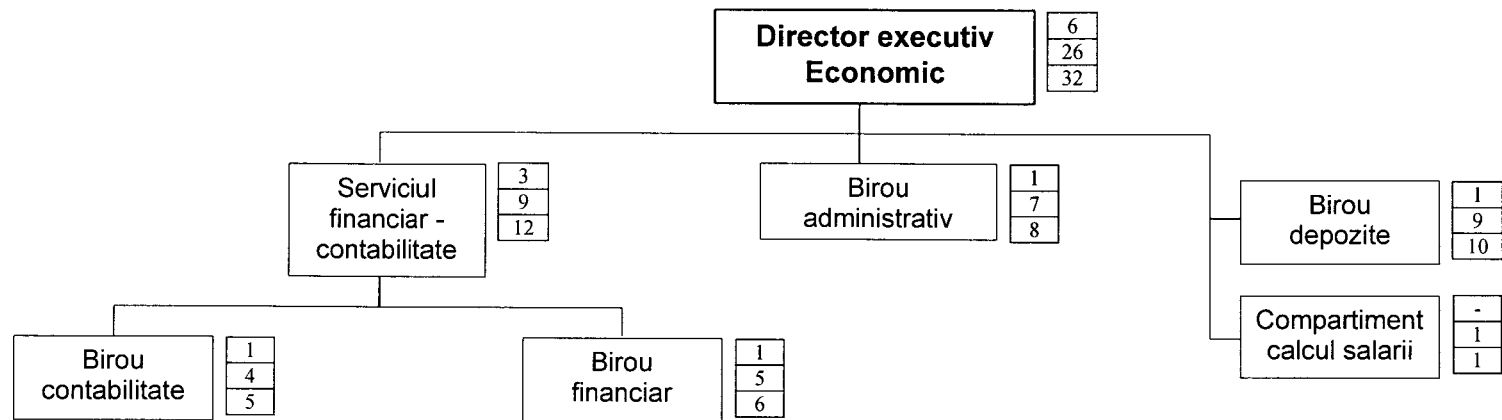 Director executiv
Economic
6
26
32
Serviciul
financiar -
contabilitate
3
9
12
Birou
administrativ
1
7
8
Birou
depozite
1
9
10
Compartiment
calcul salarii
-
1
1
Birou
contabilitate
1
4
5
Birou
financiar
1
5
6